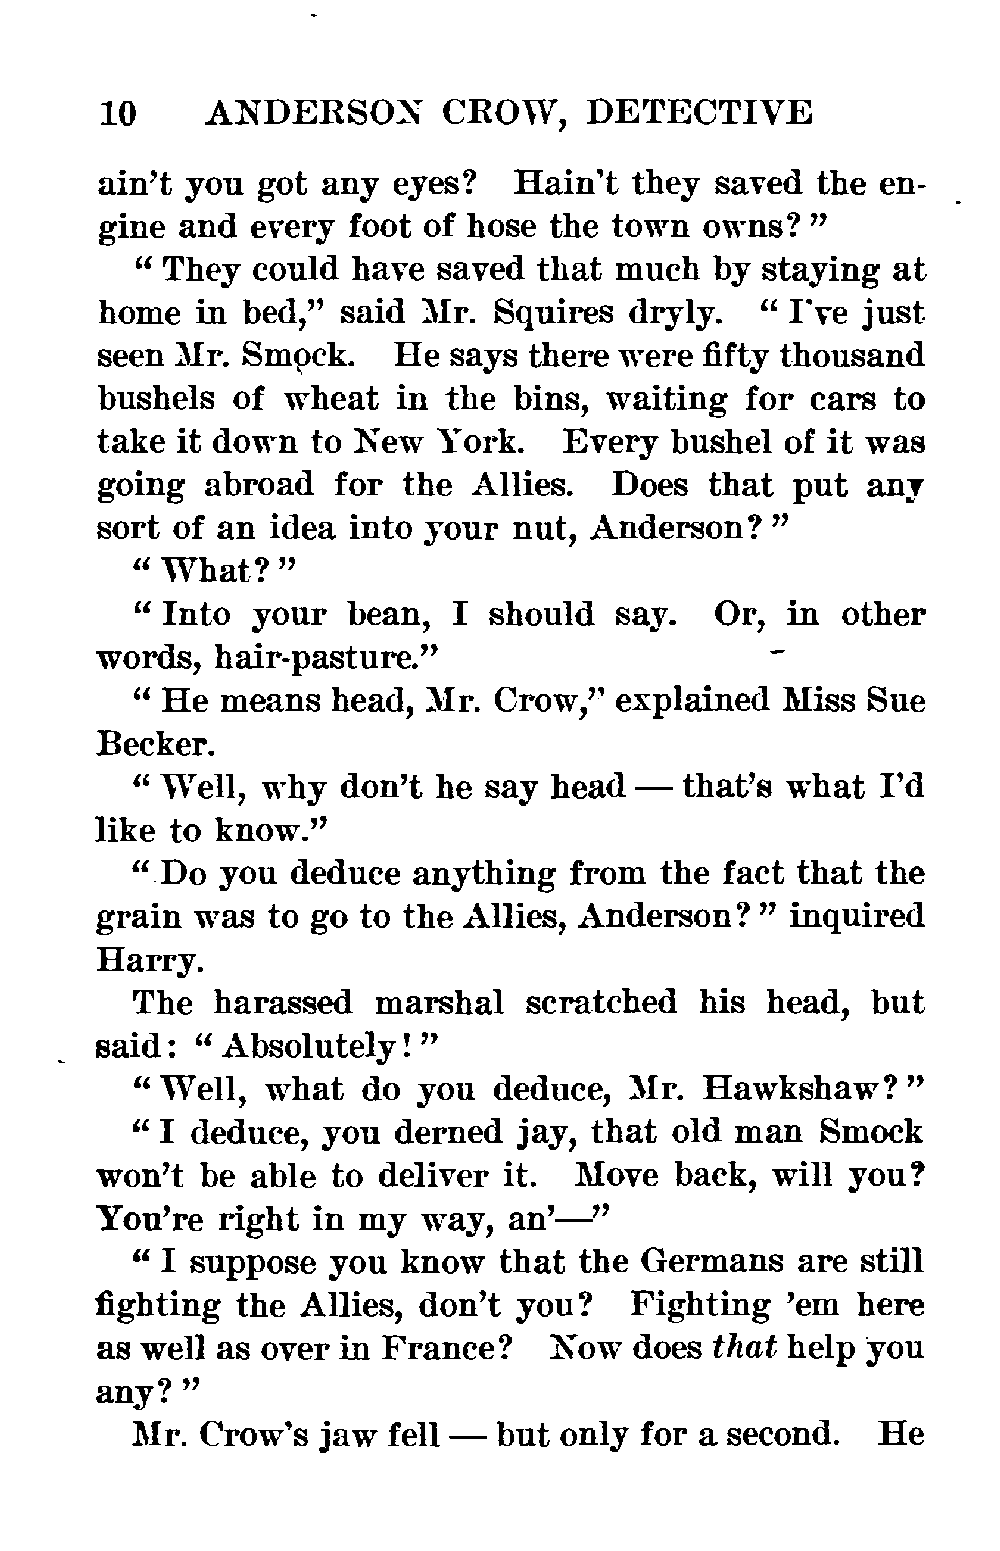 10 ANDERSON CROW, DETECTIVE
ain't you got any eyes? Hain't they saved the en-
gine and every foot of hose the town owns?"
"They could have saved that much by staying at
home in bed," said Mr. Squires dryly. "I've just
seen Mr. Smock. He says there were fifty thousand
bushels of wheat in the bins, waiting for cars to
take it down to New York. Every bushel of it was
going abroad for the Allies. Does that put any
sort of an idea into your nut, Anderson?"
"What?"
"Into your bean, I should say. Or, in other
words, hair-pasture."
"He means head, Mr. Crow," explained Miss Sue
Becker.
"Well, why don't he say head — that's what I'd
like to know."
"Do you deduce anything from the fact that the
grain was to go to the Allies, Anderson?" inquired
Harry.
The harassed marshal scratched his head, but
said: "Absolutely!"
"Well, what do you deduce, Mr. Hawkshaw?"
"I deduce, you derned jay, that old man Smock
won't be able to deliver it. Move back, will you?
You're right in my way, an'—"
"I suppose you know that the Germans are still
fighting the Allies, don't you? Fighting 'em here
as well as over in France? Now does that help you
any?"
Mr. Crow's jaw fell — but only for a second. He